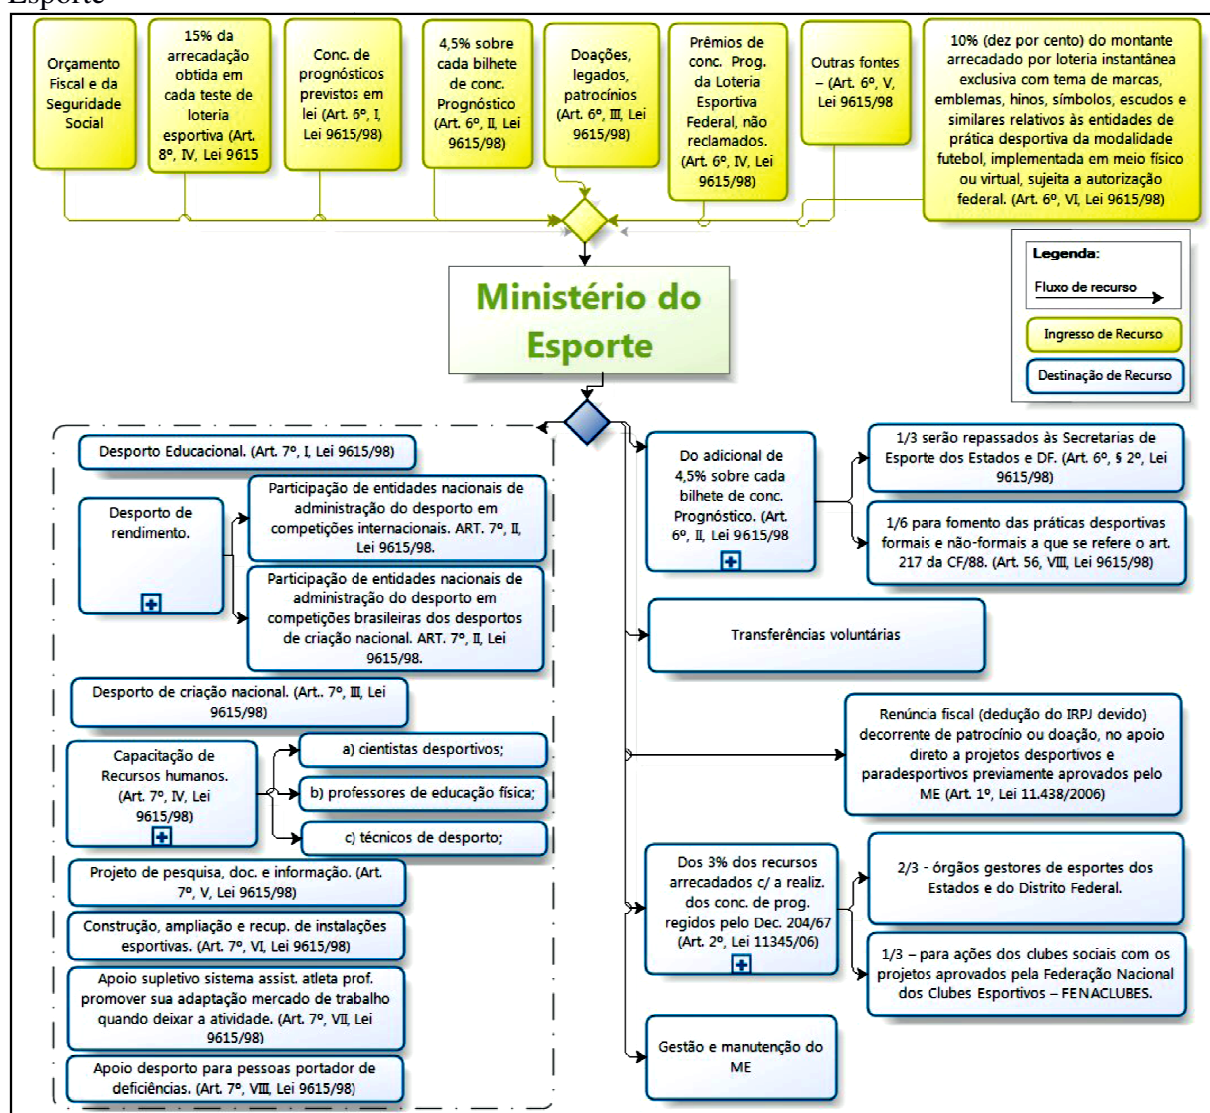 Esporte
Orçamento
Fiscal e da
Seguridade
Social
15% da
arrecadação
obtida em
cada teste de
loteria
esportiva (Art.
8º, IV, Lei 9615
Conc. de
prognósticos
previstos em
lei (Art. 6º, I,
Lei 9615/98)
4,5% sobre
cada bilhete
de conc.
Prognóstico
(Art. 6º, II, Lei
9615/98)
Doações,
legados,
patrocínios
(Art. 6º, III, Lei
9615/98)
Prêmios de
conc. Prog.
da Loteria
Esportiva
Federal, não
reclamados.
(Art. 6º, IV, Lei
9615/98)
Outras fontes
– (Art. 6º, V,
Lei 9615/98
10% (dez por cento) do montante
arrecadado por loteria instantânea
exclusiva com tema de marcas,
emblemas, hinos, símbolos, escudos e
similares relativos às entidades de
prática desportiva da modalidade
futebol, implementada em meio físico
ou virtual, sujeita a autorização
federal. (Art. 6º, VI, Lei 9615/98)
Legenda:
Fluxo de recurso
Ingresso de Recurso
Destinação de Recurso
Ministério do
Esporte
Desporto Educacional. (Art. 7º, I, Lei 9615/98)
Desporto de
rendimento.
Participação de entidades nacionais de
administração do desporto em
competições internacionais. ART. 7º, II,
Lei 9615/98.
Participação de entidades nacionais de
administração do desporto em
competições brasileiras dos desportos
de criação nacional. ART. 7º, II, Lei
9615/98.
Desporto de criação nacional. (Art.. 7º, III, Lei
9615/98)
Capacitação de
Recursos humanos.
(Art. 7º, IV, Lei
9615/98)
a) cientistas desportivos;
b) professores de educação física;
c) técnicos de desporto;
Projeto de pesquisa, doc. e informação. (Art.
7º, V, Lei 9615/98)
Construção, ampliação e recup. de instalações
esportivas. (Art. 7º, VI, Lei 9615/98)
Apoio supletivo sistema assist. atleta prof.
promover sua adaptação mercado de trabalho
quando deixar a atividade. (Art. 7º, VII, Lei
9615/98)
Apoio desporto para pessoas portador de
deficiências. (Art. 7º, VIII, Lei 9615/98)
Do adicional de
4,5% sobre cada
bilhete de conc.
Prognóstico. (Art.
6º, II, Lei 9615/98
1/3 serão repassados às Secretarias de
Esporte dos Estados e DF. (Art. 6º, § 2º, Lei
9615/98)
1/6 para fomento das práticas desportivas
formais e não-formais a que se refere o art.
217 da CF/88. (Art. 56, VIII, Lei 9615/98)
Transferências voluntárias
Renúncia fiscal (dedução do IRPJ devido)
decorrente de patrocínio ou doação, no apoio
direto a projetos desportivos e
paradesportivos previamente aprovados pelo
ME (Art. 1º, Lei 11.438/2006)
Dos 3% dos recursos
arrecadados c/ a realiz.
dos conc. de prog.
regidos pelo Dec. 204/67
(Art. 2º, Lei 11345/06)
2/3 - órgãos gestores de esportes dos
Estados e do Distrito Federal.
1/3 – para ações dos clubes sociais com os
projetos aprovados pela Federação Nacional
dos Clubes Esportivos – FENACLUBES.
Gestão e manutenção do
ME